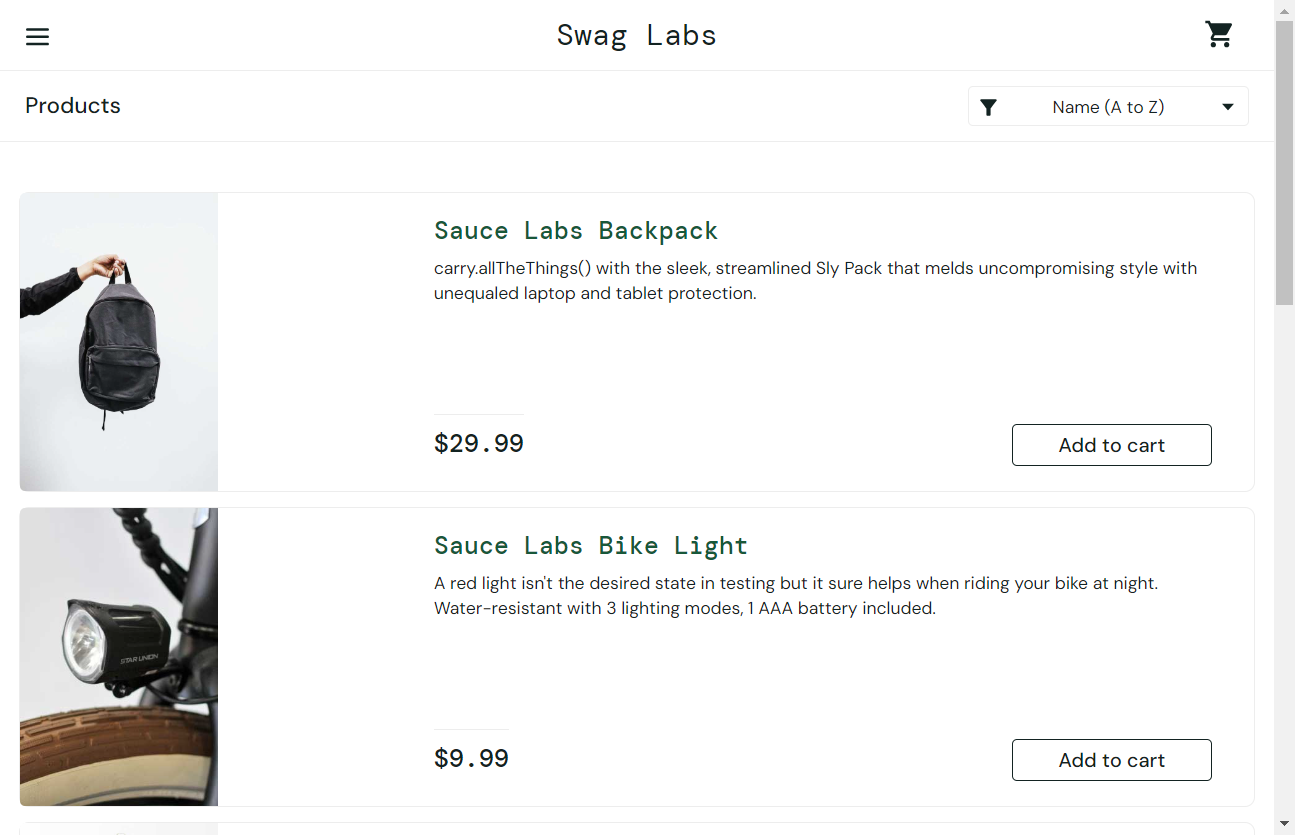 Swag Labs
Products
Name (A to Z)
Sauce Labs Backpack
carry.allTheThings() with the sleek, streamlined Sly Pack that melds uncompromising style with
unequaled laptop and tablet protection.
$29.99
Add to cart
Sauce Labs Bike Light
A red light isn't the desired state in testing but it sure helps when riding your bike at night.
Water-resistant with 3 lighting modes, 1 AAA battery included.
STAR UNION
$9.99
Add to cart